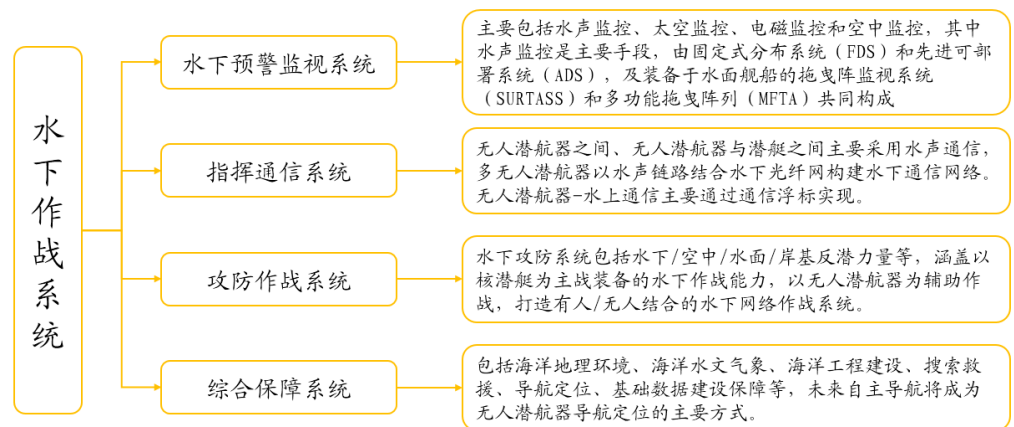 水下作战系统
水下预警监视系统
主要包括水声监控、太空监控、电磁监控和空中监控，其中
水声监控是主要手段，由固定式分布系统（FDS）和先进可部
署系统（ADS），及装备于水面舰船的拖曳阵监视系统
（SURTASS）和多功能拖曳阵列（MFTA）共同构成
指挥通信系统
无人潜航器之间、无人潜航器与潜艇之间主要采用水声通信，
多无人潜航器以水声链路结合水下光纤网构建水下通信网络。
无人潜航器-水上通信主要通过通信浮标实现。
攻防作战系统
水下攻防系统包括水下/空中/水面/岸基反潜力量等，涵盖以
核潜艇为主战装备的水下作战能力，以无人潜航器为辅助作
战，打造有人/无人结合的水下网络作战系统。
综合保障系统
包括海洋地理环境、海洋水文气象、海洋工程建设、搜索救
援、导航定位、基础数据建设保障等，未来自主导航将成为
无人潜航器导航定位的主要方式。